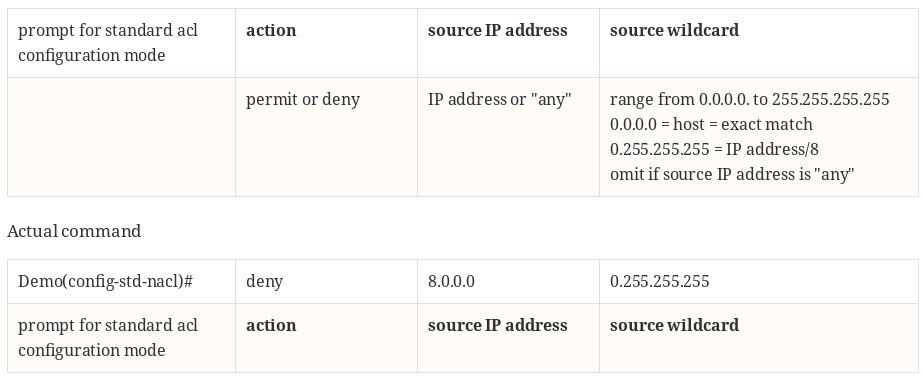 prompt for standard acl configuration mode action source IP address source wildcard
permit or deny IP address or "any" range from 0.0.0.0. to 255.255.255.255
0.0.0.0 = host = exact match
0.255.255.255 = IP address/8
omit if source IP address is "any"
Actual command
Demo(config-std-nacl)# deny 8.0.0.0 0.255.255.255
prompt for standard acl configuration mode action source IP address source wildcard